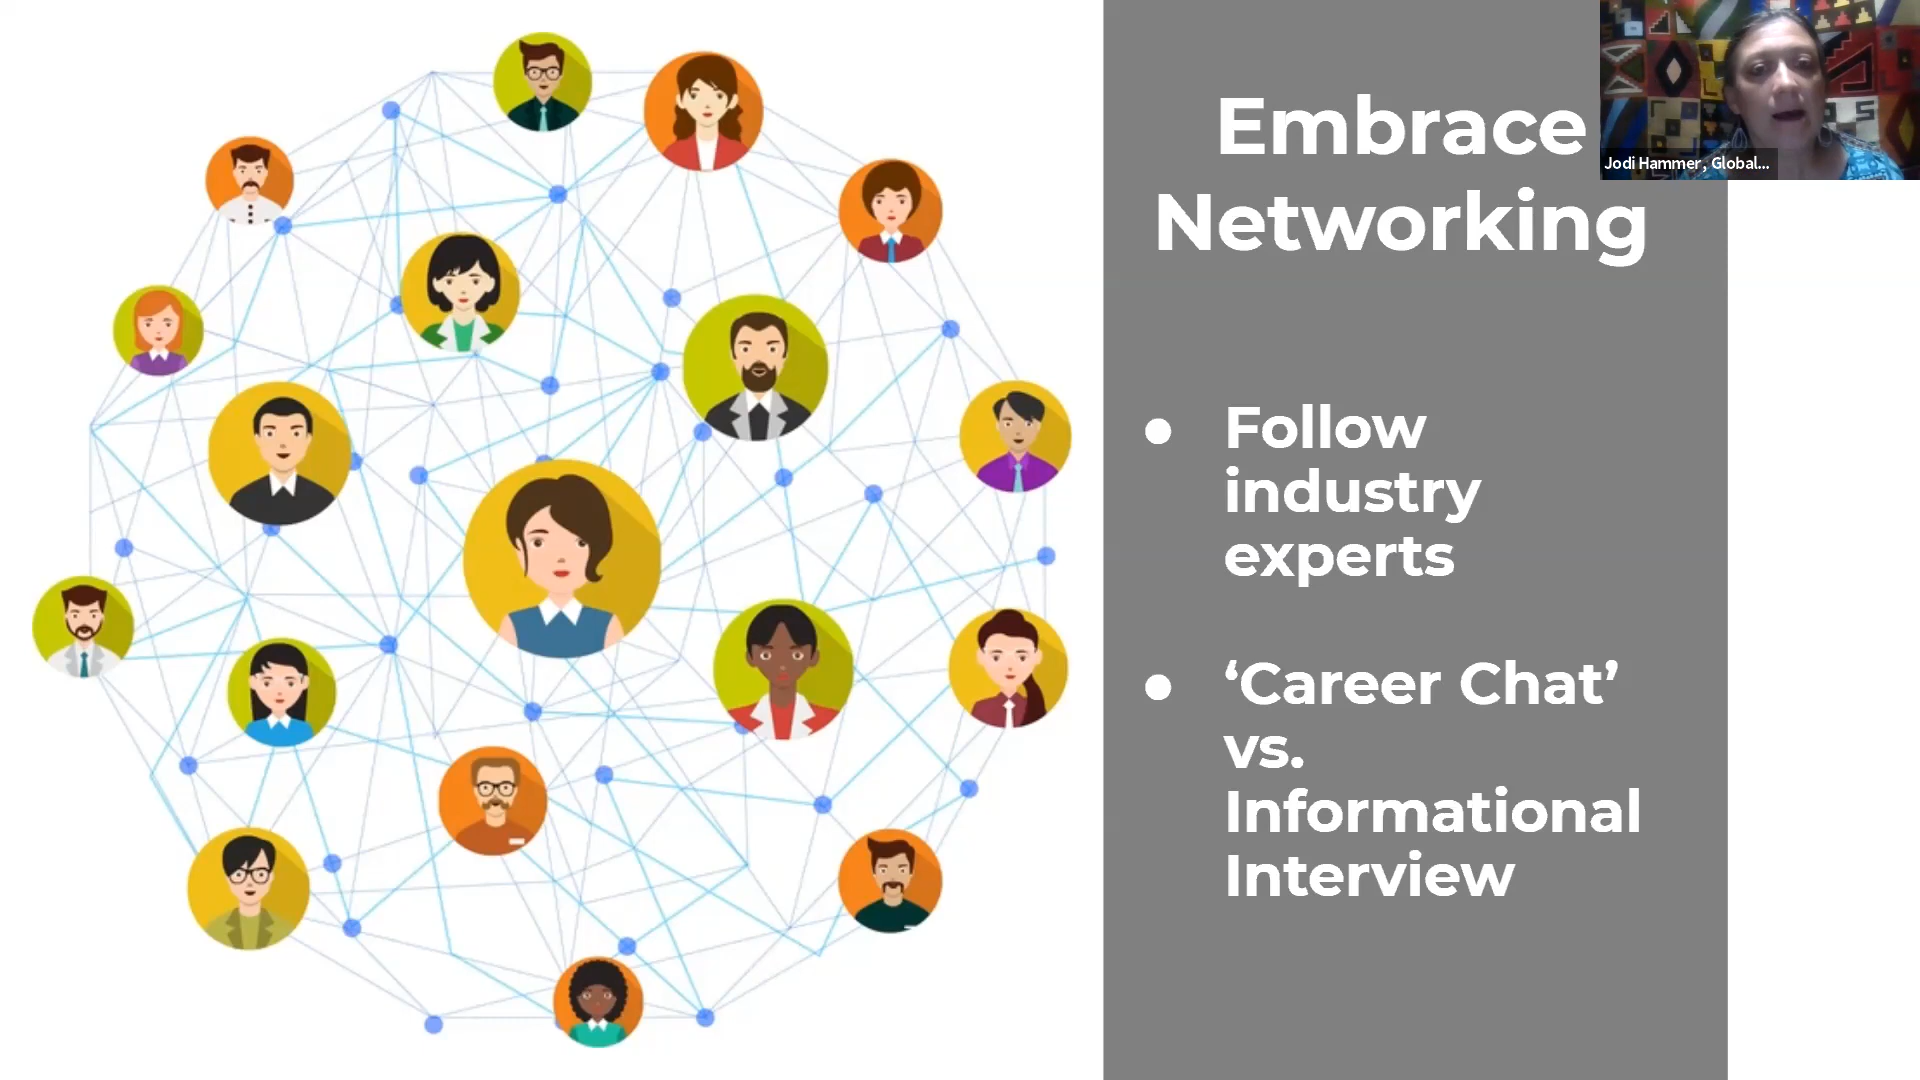 Embrace
Networking
Jodi Hammer, Global...
● Follow
industry
experts
● ‘Career Chat’
vs.
Informational
Interview